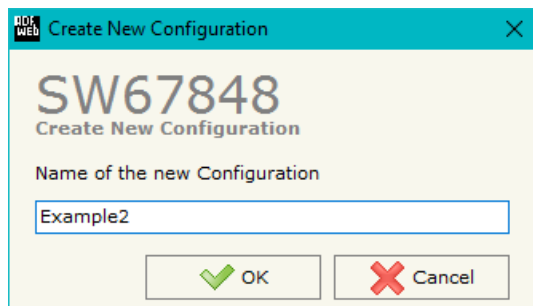 ADF
WEB Create New Configuration
SW67848
Create New Configuration
Name of the new Configuration
Example2
OK Cancel